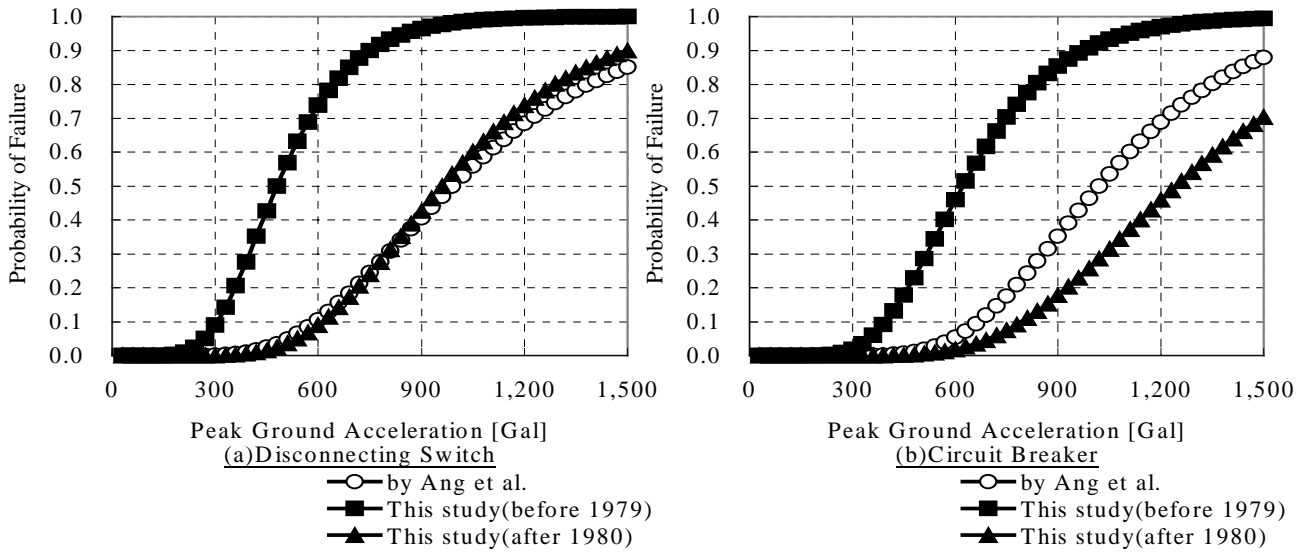 Probability of Failure
1.0
0.9
0.8
0.7
0.6
0.5
0.4
0.3
0.2
0.1
0.0
0 300 600 900 1,200 1,500
Peak Ground Acceleration [Gal]
(a)Disconnecting Switch
by Ang et al.
This study(before 1979)
This study(after 1980)
Probability of Failure
1.0
0.9
0.8
0.7
0.6
0.5
0.4
0.3
0.2
0.1
0.0
0 300 600 900 1,200 1,500
Peak Ground Acceleration [Gal]
(b)Circuit Breaker
by Ang et al.
This study(before 1979)
This study(after 1980)